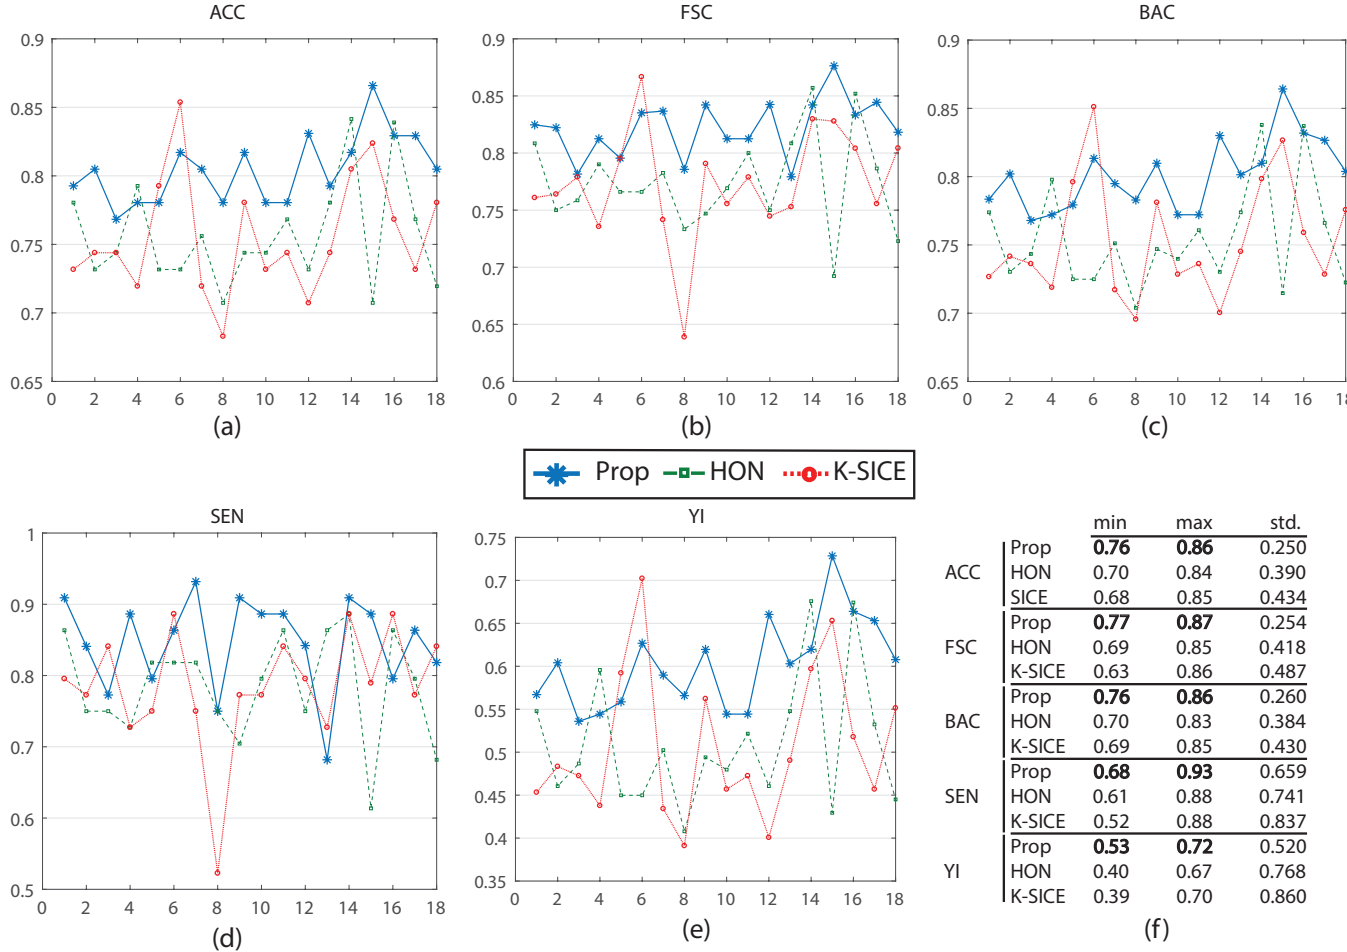 ACC
0.9
0.85
0.8
0.75
0.7
0.65
0 2 4 6 8 10 12 14 16 18
(a)
FSC
0.9
0.85
0.8
0.75
0.7
0.65
0.6
0 2 4 6 8 10 12 14 16 18
(b)
BAC
0.9
0.85
0.8
0.75
0.7
0.65
0 2 4 6 8 10 12 14 16 18
(c)
Prop HON K-SICE
SEN
1
0.9
0.8
0.7
0.6
0.5
0 2 4 6 8 10 12 14 16 18
(d)
YI
0.75
0.7
0.65
0.6
0.55
0.5
0.45
0.4
0.35
0 2 4 6 8 10 12 14 16 18
(e)
min max std.
ACC
Prop 0.76 0.86 0.250
HON 0.70 0.84 0.390
SICE 0.68 0.85 0.434
FSC
Prop 0.77 0.87 0.254
HON 0.69 0.85 0.418
K-SICE 0.63 0.86 0.487
BAC
Prop 0.76 0.86 0.260
HON 0.70 0.83 0.384
K-SICE 0.69 0.85 0.430
SEN
Prop 0.68 0.93 0.659
HON 0.61 0.88 0.741
K-SICE 0.52 0.88 0.837
YI
Prop 0.53 0.72 0.520
HON 0.40 0.67 0.768
K-SICE 0.39 0.70 0.860
(f)